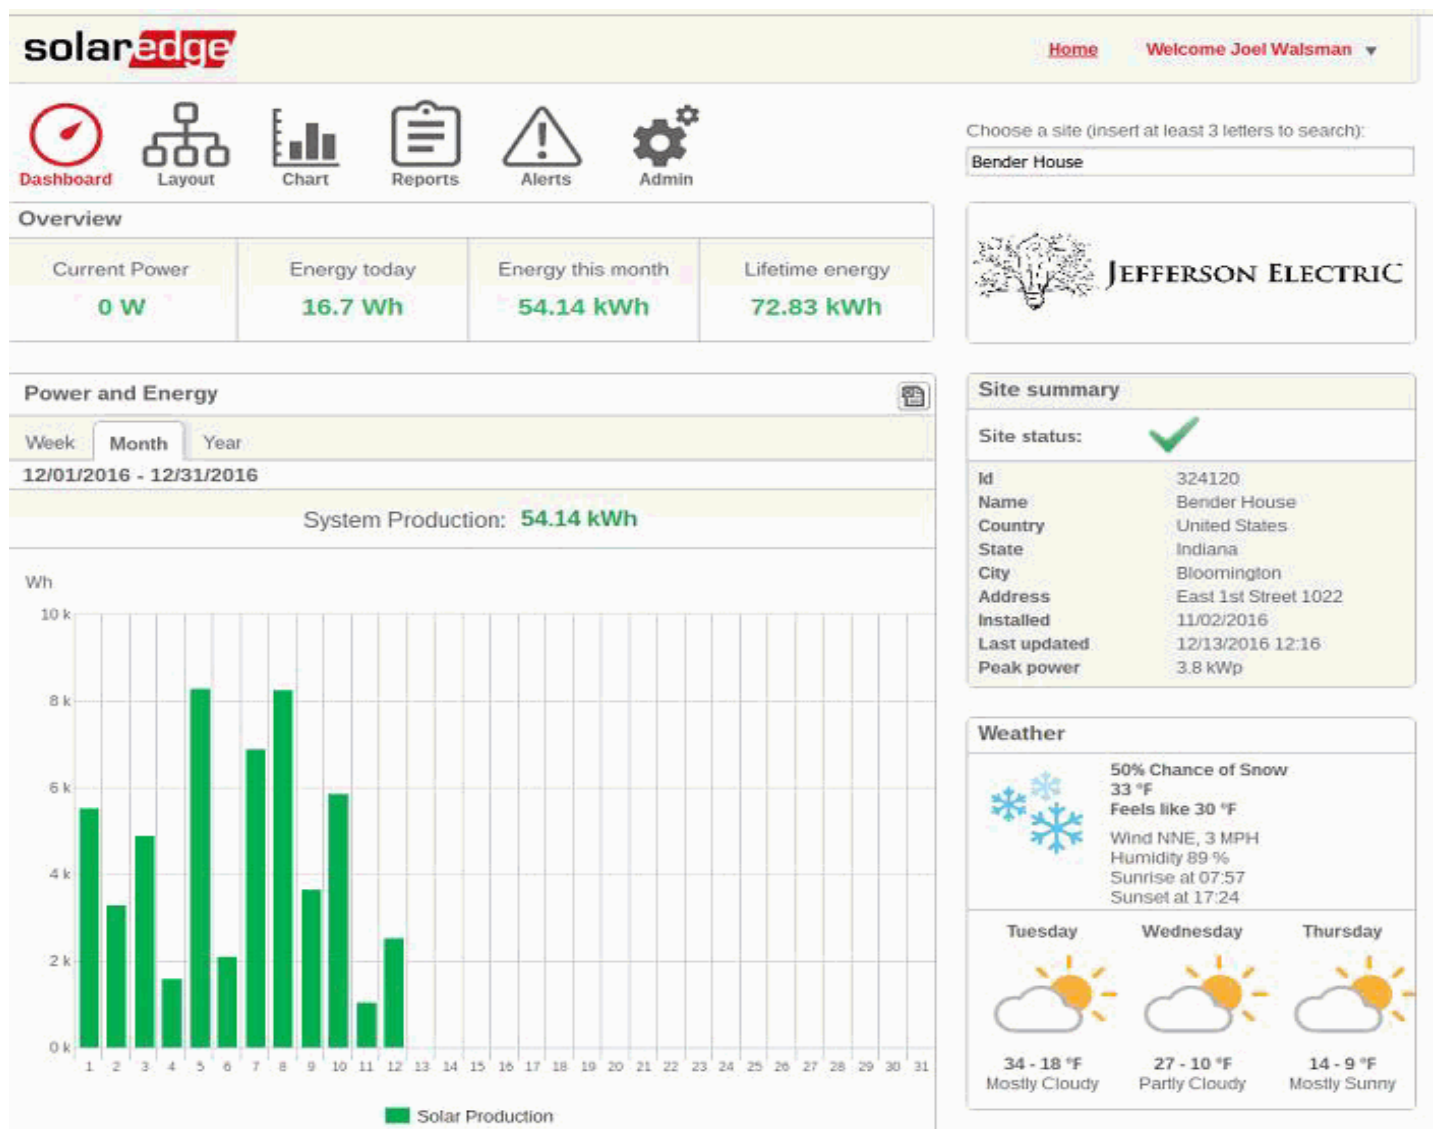 solaredge
Home Welcome Joel Walsman
Dashboard Layout Chart Reports Alerts Admin
Choose a site (insert at least 3 letters to search):
Bender House
Overview
Current Power Energy today Energy this month Lifetime energy
0 W 16.7 Wh 54.14 kWh 72.83 kWh
JEFFERSON ELECTRIC
Power and Energy
Week Month Year
12/01/2016 - 12/31/2016
System Production: 54.14 kWh
Wh
10 k
8 k
6 k
4 k
2 k
0 k
1 2 3 4 5 6 7 8 9 10 11 12 13 14 15 16 17 18 19 20 21 22 23 24 25 26 27 28 29 30 31
Solar Production
Site summary
Site status:
Id 324120
Name Bender House
Country United States
State Indiana
City Bloomington
Address East 1st Street 1022
Installed 11/02/2016
Last updated 12/13/2016 12:16
Peak power 3.8 kWp
Weather
50% Chance of Snow
33 °F
Feels like 30 °F
Wind NNE, 3 MPH
Humidity 89 %
Sunrise at 07:57
Sunset at 17:24
Tuesday Wednesday Thursday
34 - 18 °F 27 - 10 °F 14 - 9 °F
Mostly Cloudy Partly Cloudy Mostly Sunny